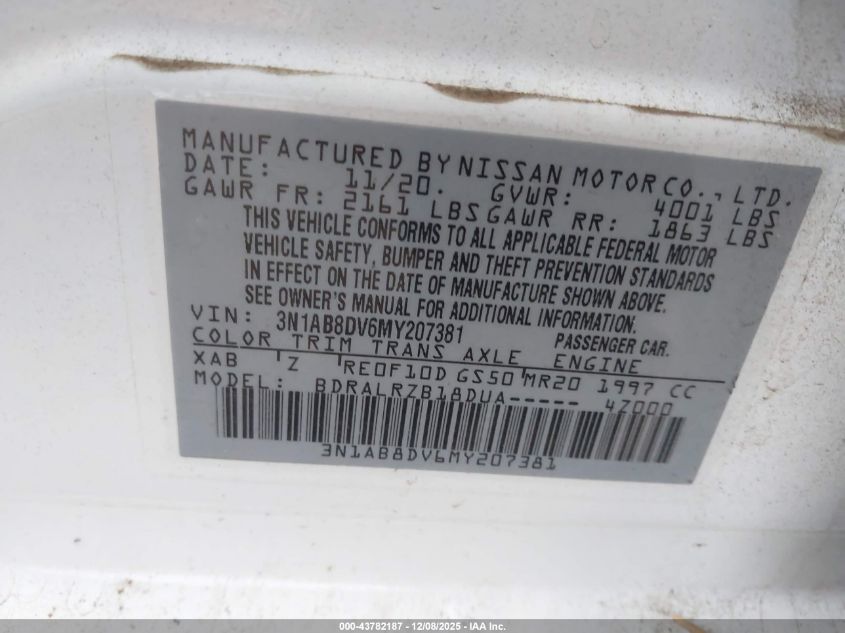 MANUFACTURED BY NISSAN MOTOR CO., LTD.
DATE: 11/20. GVWR: 4001 LBS
GAWR FR: 2161 LBS GAWR RR: 1863 LBS
THIS VEHICLE CONFORMS TO ALL APPLICABLE FEDERAL MOTOR
VEHICLE SAFETY, BUMPER AND THEFT PREVENTION STANDARDS
IN EFFECT ON THE DATE OF MANUFACTURE SHOWN ABOVE.
SEE OWNER'S MANUAL FOR ADDITIONAL INFORMATION.
VIN: 3N1AB8DV6MY207381 PASSENGER CAR.
COLOR TRIM TRANS AXLE ENGINE
XAB Z RE0F10D GS50 MR20 1997 CC
MODEL: BDRALRZB18DUA----- 4Z000
3N1AB8DV6MY207381
000-43782187 - 12/08/2025 - IAA Inc.